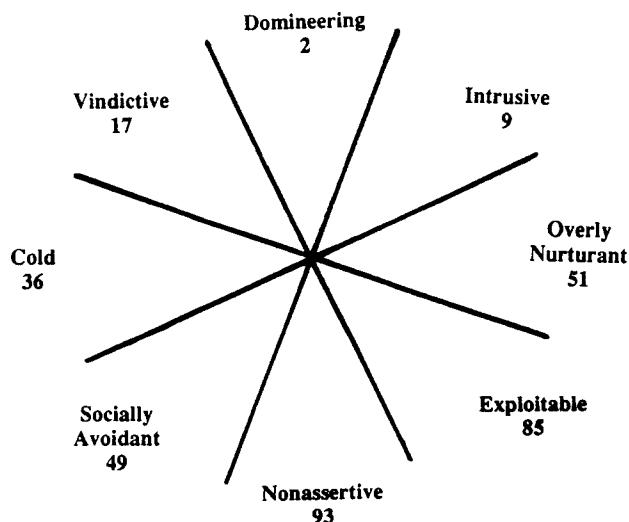 Domineering
2
Vindictive
17
Intrusive
9
Cold
36
Overly
Nurturant
51
Socially
Avoidant
49
Exploitable
85
Nonassertive
93